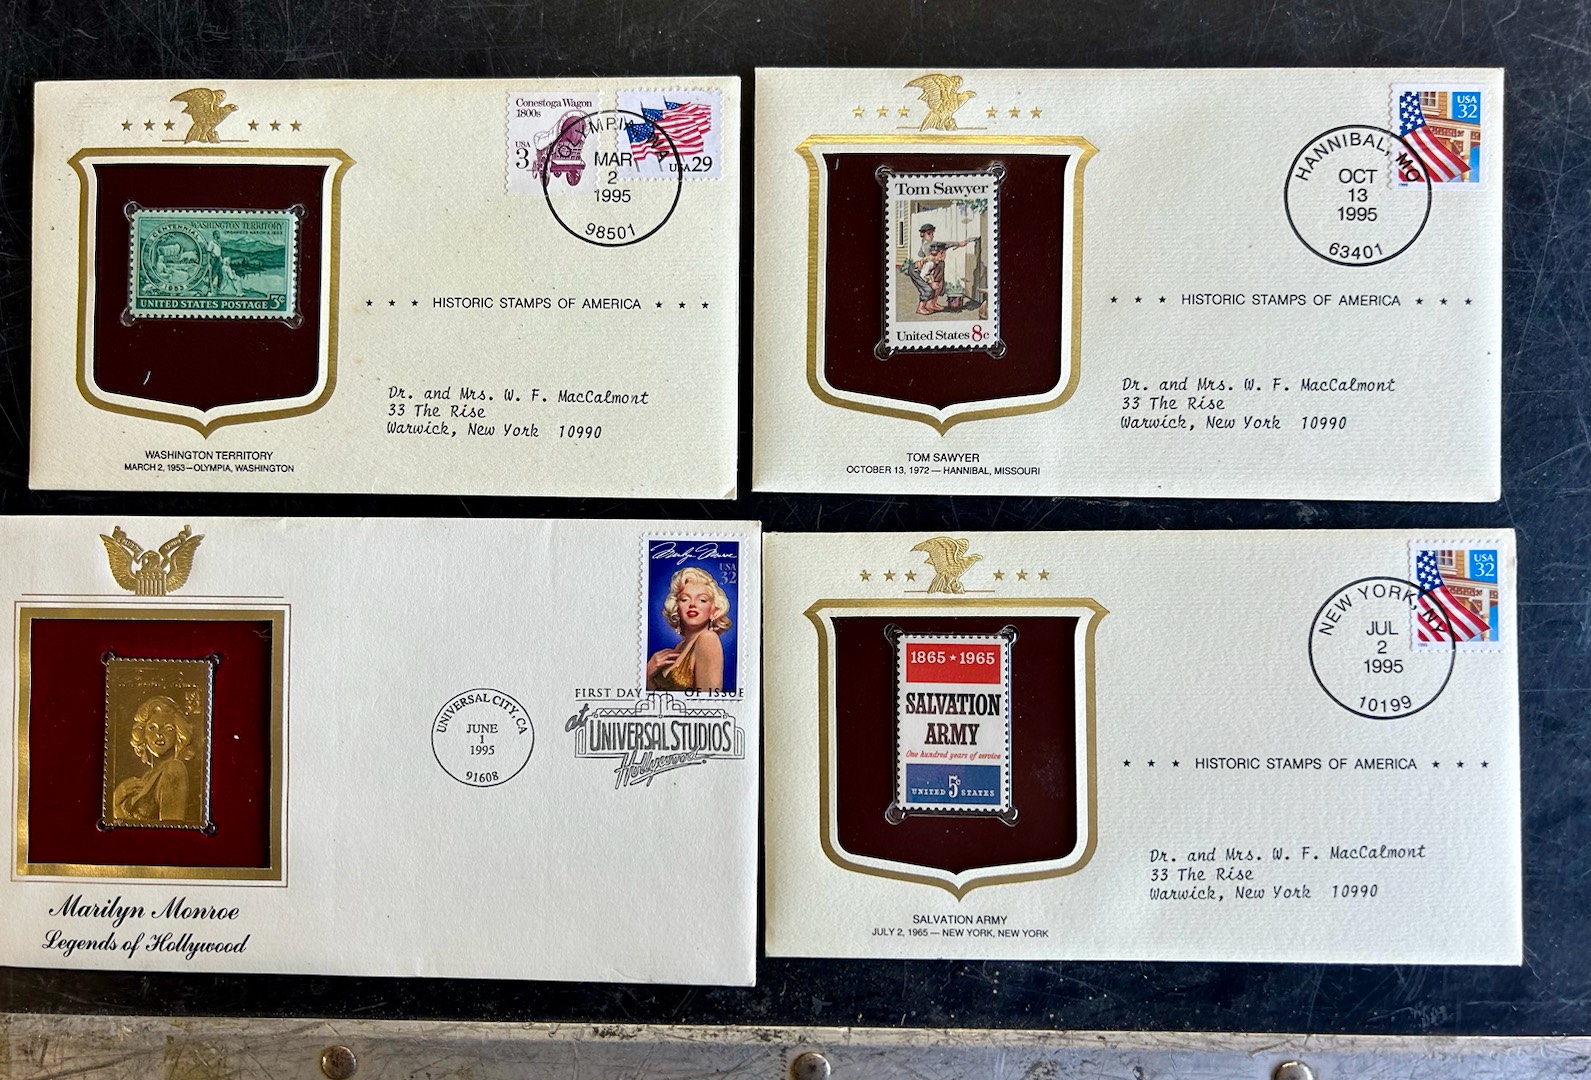 Conestoga Wagon
1800s
USA
3
USA 29
OLYMPIA, WA
MAR
2
1995
98501
CENTENNIAL
1853
WASHINGTON TERRITORY
UNITED STATES POSTAGE 3¢
★ ★ ★ HISTORIC STAMPS OF AMERICA ★ ★ ★
Dr. and Mrs. W. F. MacCalmont
33 The Rise
Warwick, New York 10990
WASHINGTON TERRITORY
MARCH 2, 1953—OLYMPIA, WASHINGTON
USA
32
HANNIBAL, MO
OCT
13
1995
63401
Tom Sawyer
United States 8c
★ ★ ★ HISTORIC STAMPS OF AMERICA ★ ★ ★
Dr. and Mrs. W. F. MacCalmont
33 The Rise
Warwick, New York 10990
TOM SAWYER
OCTOBER 13, 1972 — HANNIBAL, MISSOURI
Marilyn Monroe
USA
32
FIRST DAY OF ISSUE
at
UNIVERSAL STUDIOS
Hollywood
UNIVERSAL CITY, CA
JUNE
1
1995
91608
Marilyn Monroe
Legends of Hollywood
USA
32
NEW YORK, NY
JUL
2
1995
10199
1865 ★ 1965
SALVATION
ARMY
One hundred years of service
UNITED 5c STATES
★ ★ ★ HISTORIC STAMPS OF AMERICA ★ ★ ★
Dr. and Mrs. W. F. MacCalmont
33 The Rise
Warwick, New York 10990
SALVATION ARMY
JULY 2, 1965 — NEW YORK, NEW YORK